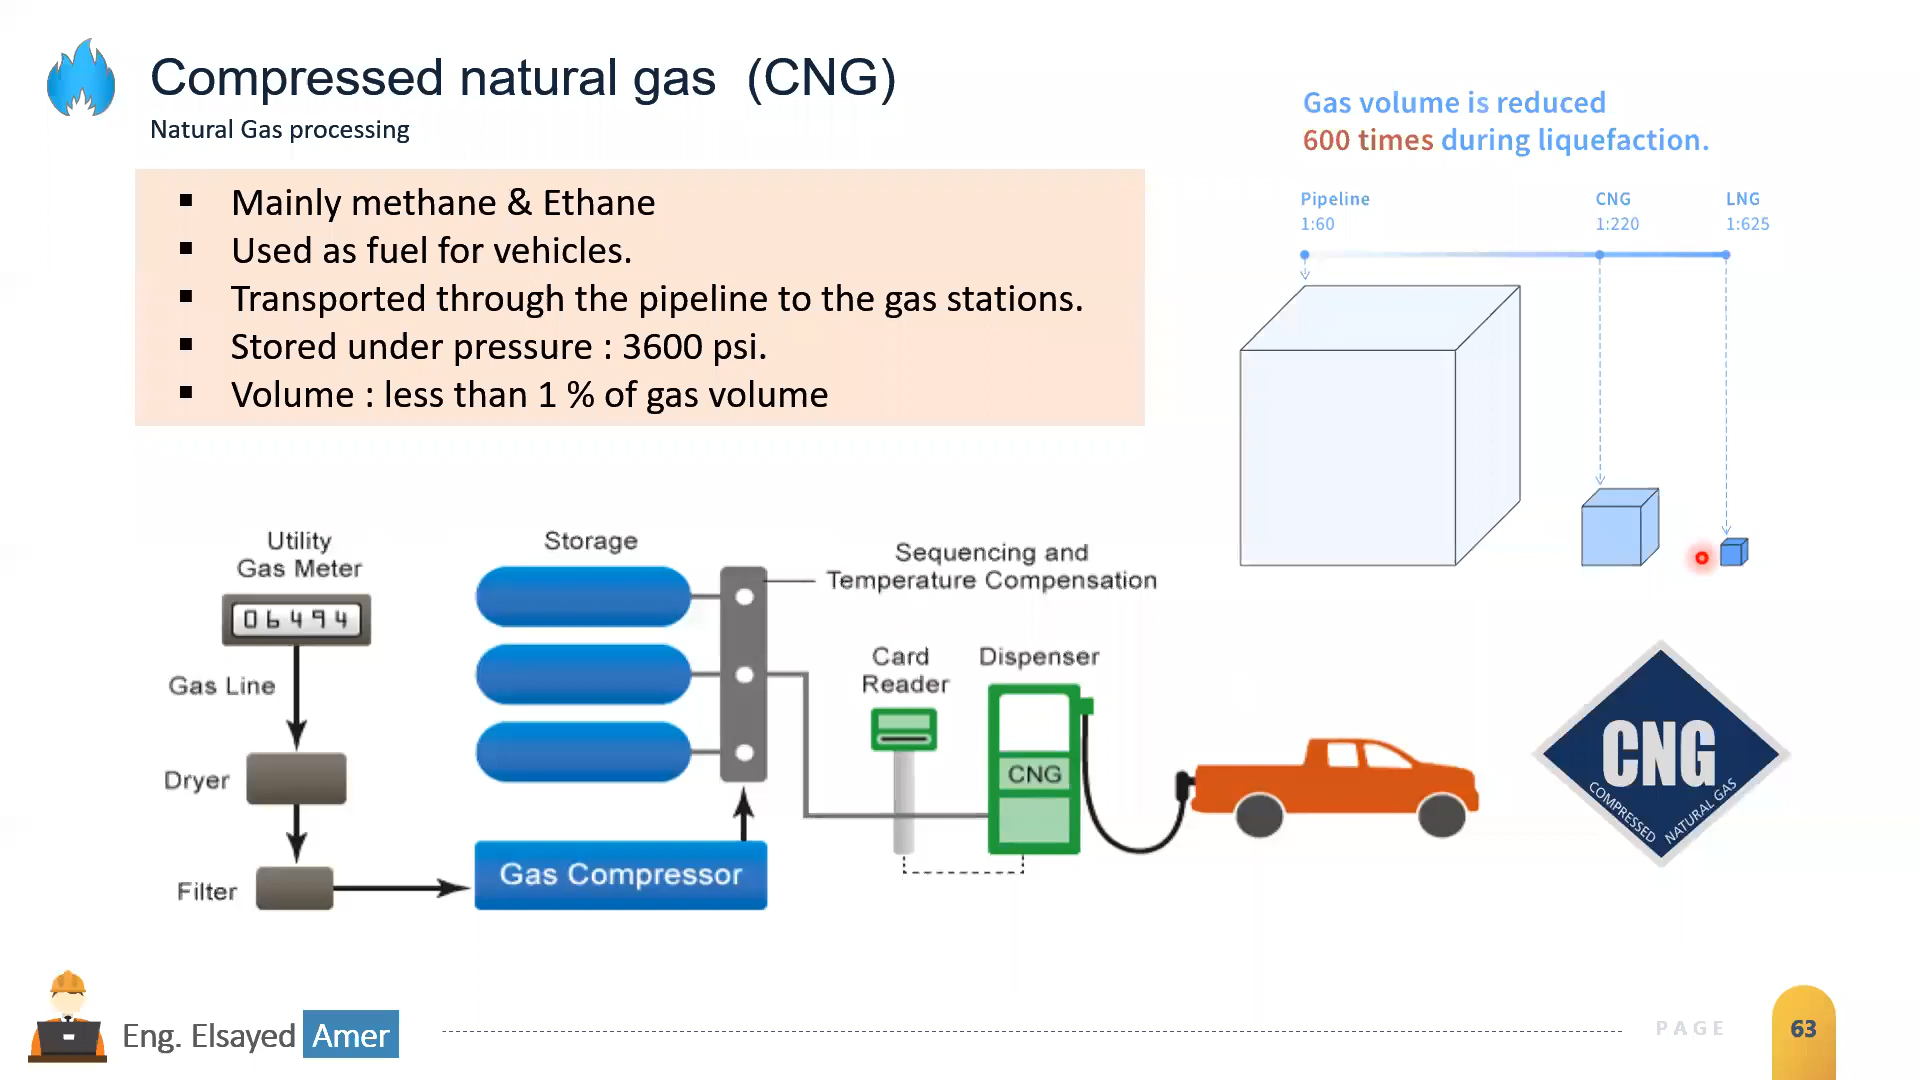 Compressed natural gas (CNG)
Natural Gas processing
▪ Mainly methane & Ethane
▪ Used as fuel for vehicles.
▪ Transported through the pipeline to the gas stations.
▪ Stored under pressure : 3600 psi.
▪ Volume : less than 1 % of gas volume
Gas volume is reduced
600 times during liquefaction.
Pipeline
1:60
CNG
1:220
LNG
1:625
Utility
Gas Meter
06494
Gas Line
Dryer
Filter
Storage
Gas Compressor
Sequencing and
Temperature Compensation
Card
Reader
Dispenser
CNG
CNG
COMPRESSED
NATURAL GAS
Eng. Elsayed Amer
PAGE
63